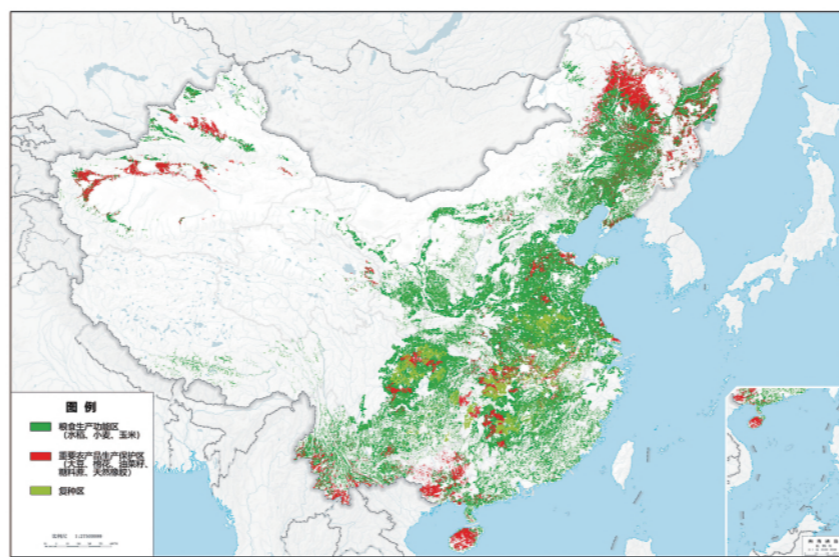 图 例
粮食生产功能区
（水稻、小麦、玉米）
重要农产品生产保护区
（大豆、棉花、油菜籽、
糖料蔗、天然橡胶）
复种区